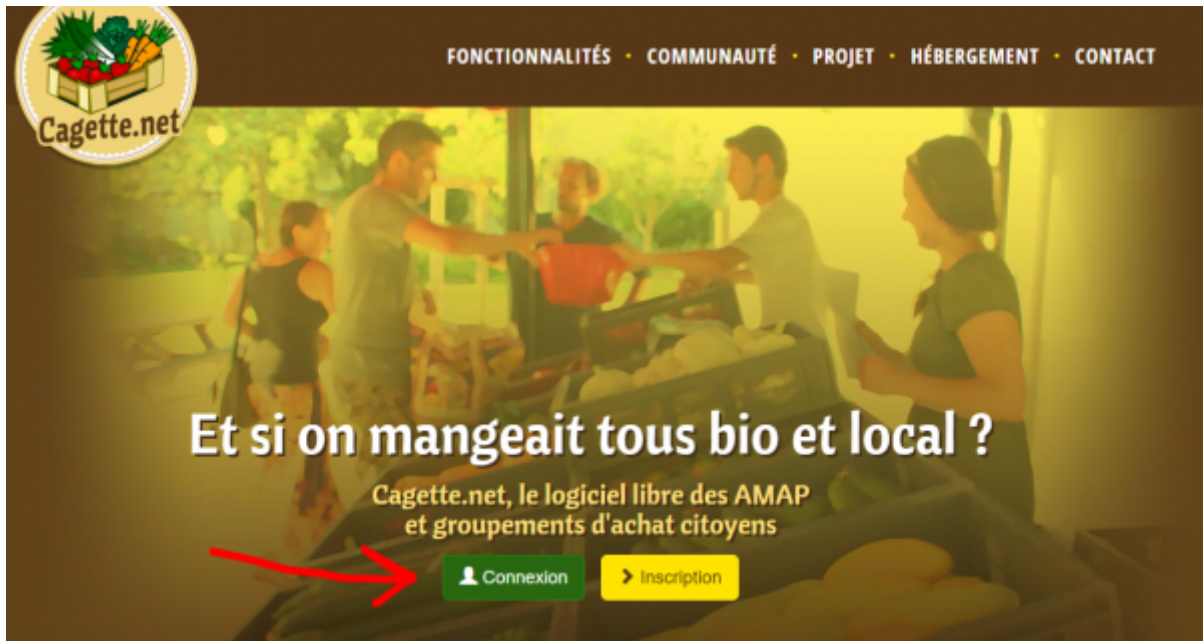 Cagette.net
FONCTIONNALITÉS · COMMUNAUTÉ · PROJET · HÉBERGEMENT · CONTACT
Et si on mangeait tous bio et local ?
Cagette.net, le logiciel libre des AMAP
et groupements d'achat citoyens
Connexion
Inscription